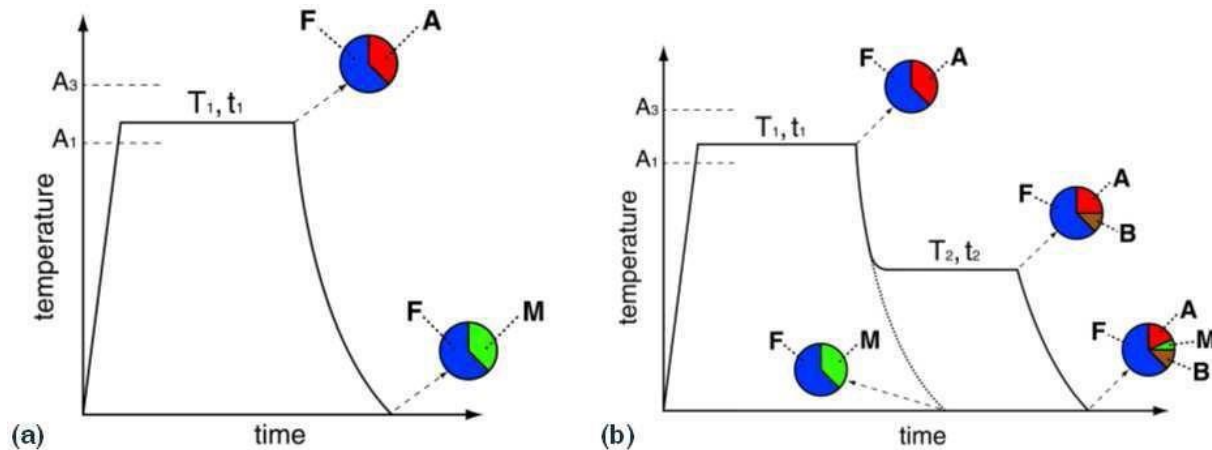 F A
A3
T1, t1
A1
temperature
F M
(a)
time
F A
A3
T1, t1
A1
A
F
B
T2, t2
temperature
A
F M
B
F M
(b)
time